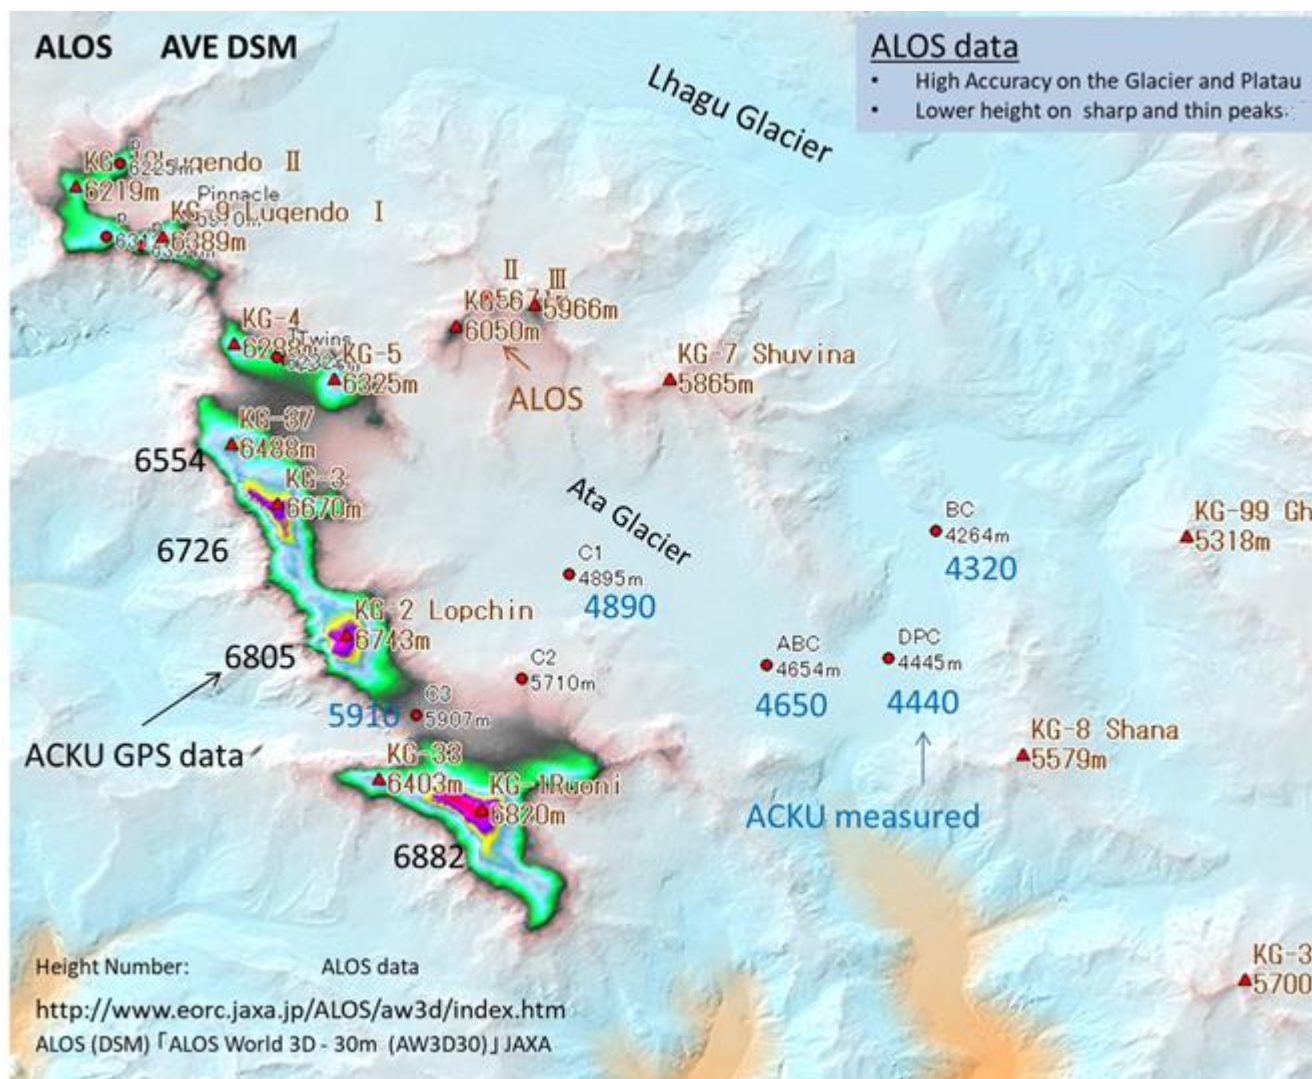 ALOS AVE DSM
ALOS data
• High Accuracy on the Glacier and Platau
• Lower height on sharp and thin peaks.
Lhagu Glacier
Luqendo II
6225m
6219m
Pinnacle
KG-9 Luqendo I
6389m
II III
5966m
6050m
ALOS
KG-4
Twins
KG-5
6325m
KG-7 Shuvina
5865m
KG-37
6488m
6554
KG-3
6670m
6726
Ata Glacier
BC
4264m
4320
KG-99 Gh
5318m
C1
4895m
4890
KG-2 Lopchin
6743m
6805
C2
5710m
ABC
4654m
4650
DPC
4445m
4440
5910
C3
5907m
ACKU GPS data
KG-33
6403m
KG-1Ruoni
6820m
6882
KG-8 Shana
5579m
ACKU measured
KG-3
5700
Height Number: ALOS data
http://www.eorc.jaxa.jp/ALOS/aw3d/index.htm
ALOS (DSM) 「ALOS World 3D - 30m (AW3D30)」 JAXA